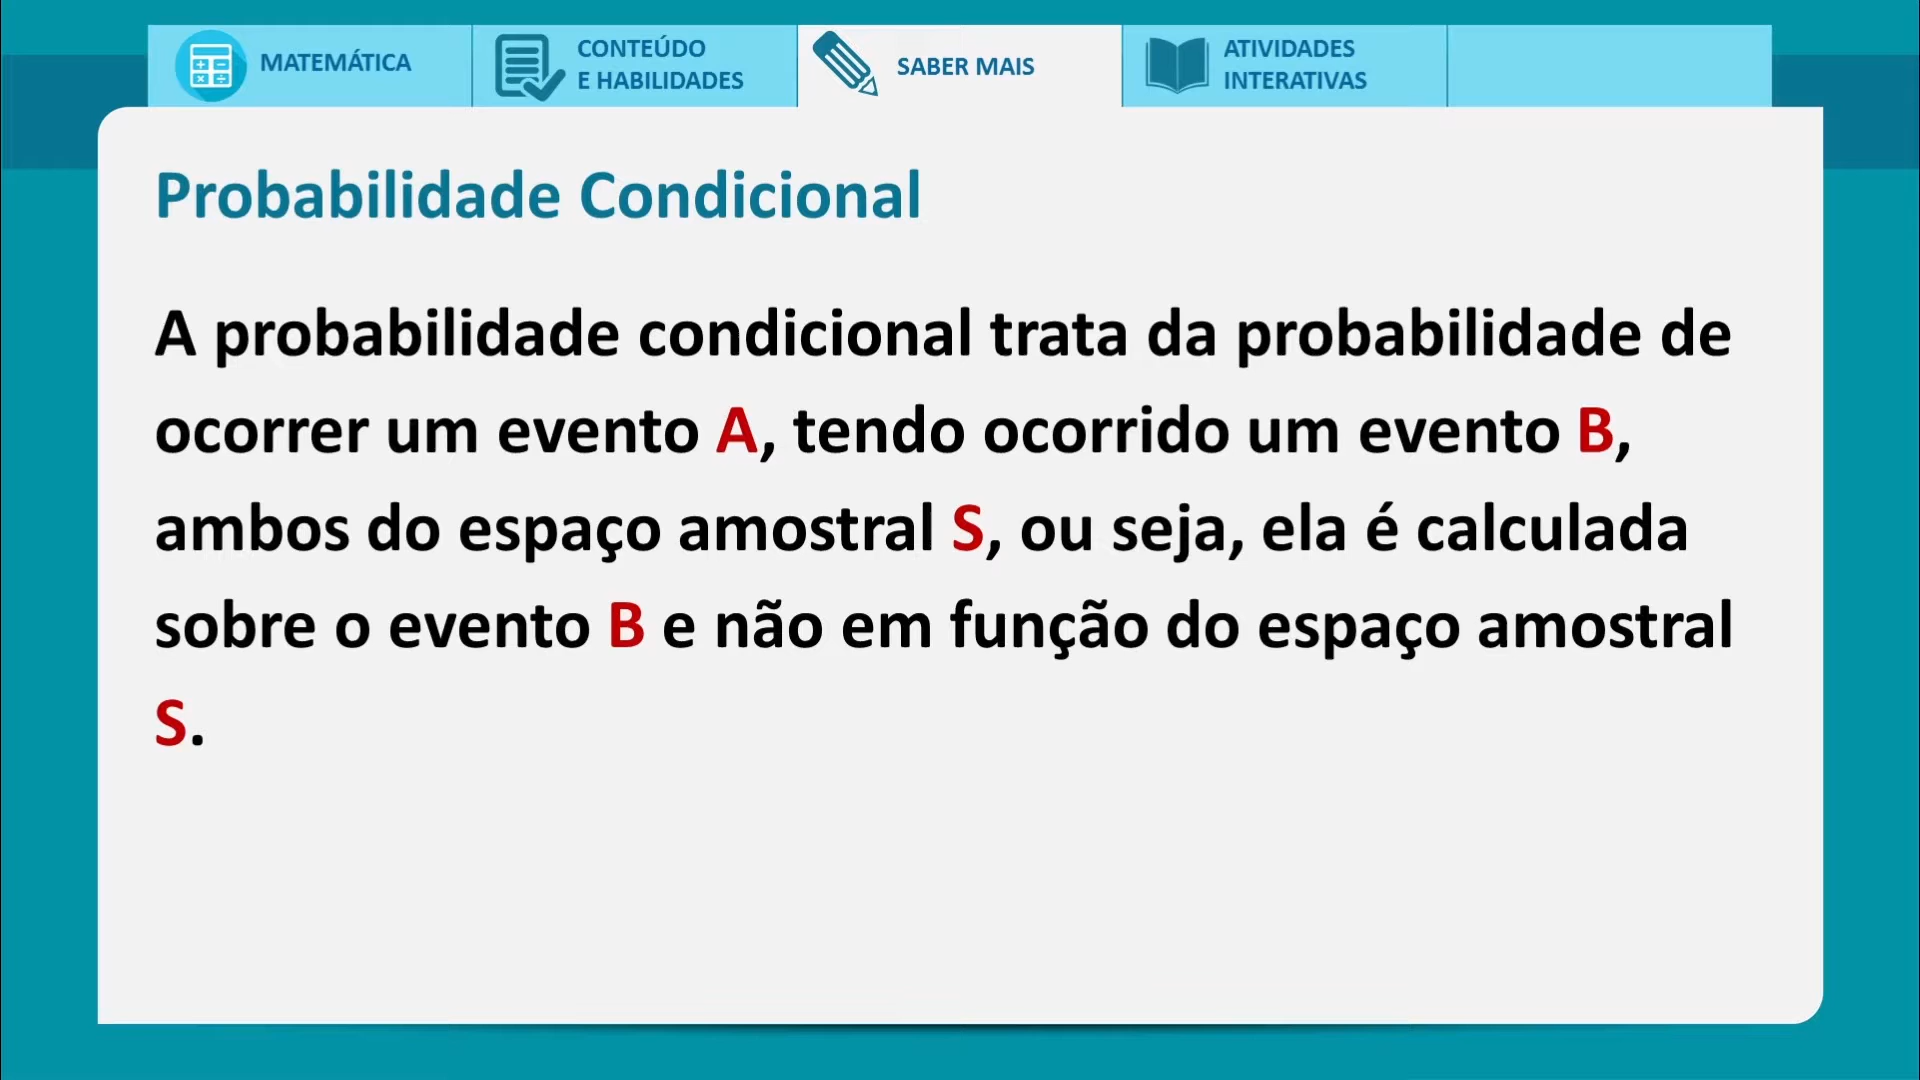 MATEMÁTICA
CONTEÚDO
E HABILIDADES
SABER MAIS
ATIVIDADES
INTERATIVAS
Probabilidade Condicional
A probabilidade condicional trata da probabilidade de
ocorrer um evento A, tendo ocorrido um evento B,
ambos do espaço amostral S, ou seja, ela é calculada
sobre o evento B e não em função do espaço amostral
S.